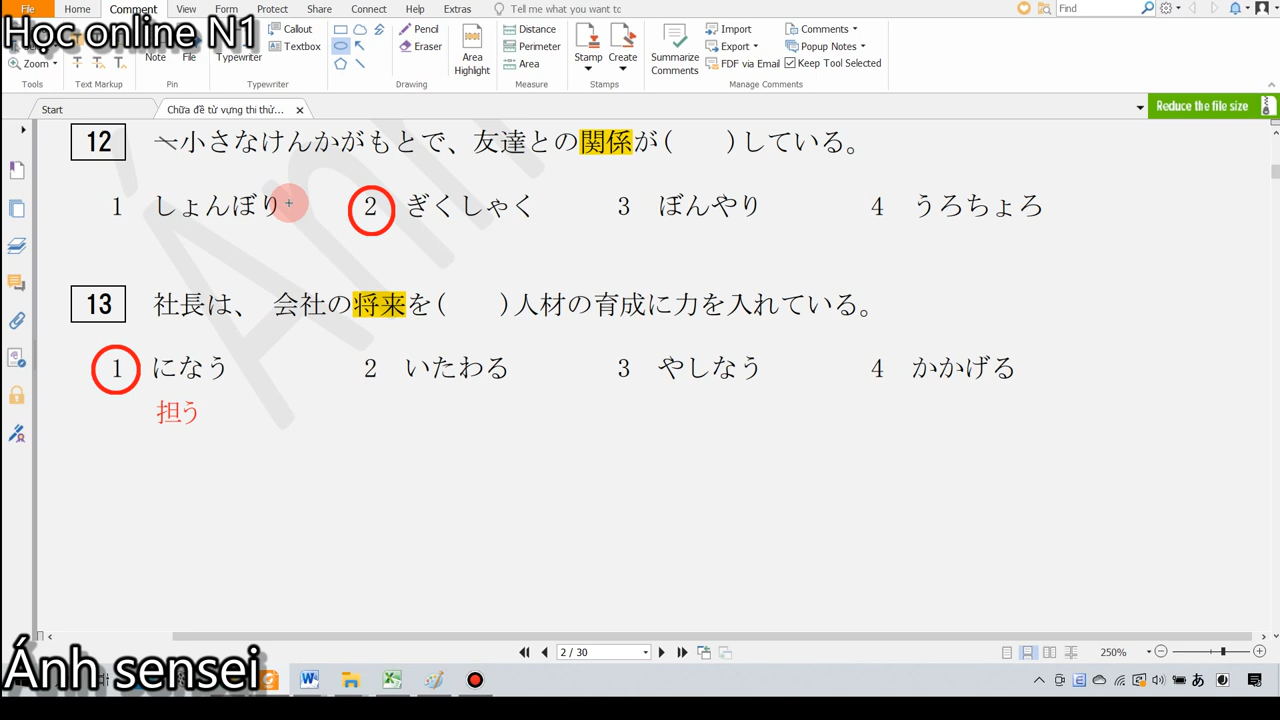 File Home Comment View Form Protect Share Connect Help Extras Tell me what you want tc Find
Học online N1
Zoom Note File Typewriter Callout Textbox Pencil Eraser Area Highlight Distance Perimeter Area Stamp Create Summarize Comments Import Export FDF via Email Comments Popup Notes Keep Tool Selected
Tools Text Markup Typewriter Drawing Measure Stamps Manage Comments
Start Chữa đề từ vựng thi thử... Reduce the file size
12 小さなけんかがもとで、友達との関係が( )している。
1 しょんぼり 2 ぎくしゃく 3 ぼんやり 4 うろちょろ
13 社長は、 会社の将来を( )人材の育成に力を入れている。
1 になう 2 いたわる 3 やしなう 4 かかげる
担う
2 / 30 250%
Ánh sensei
あ